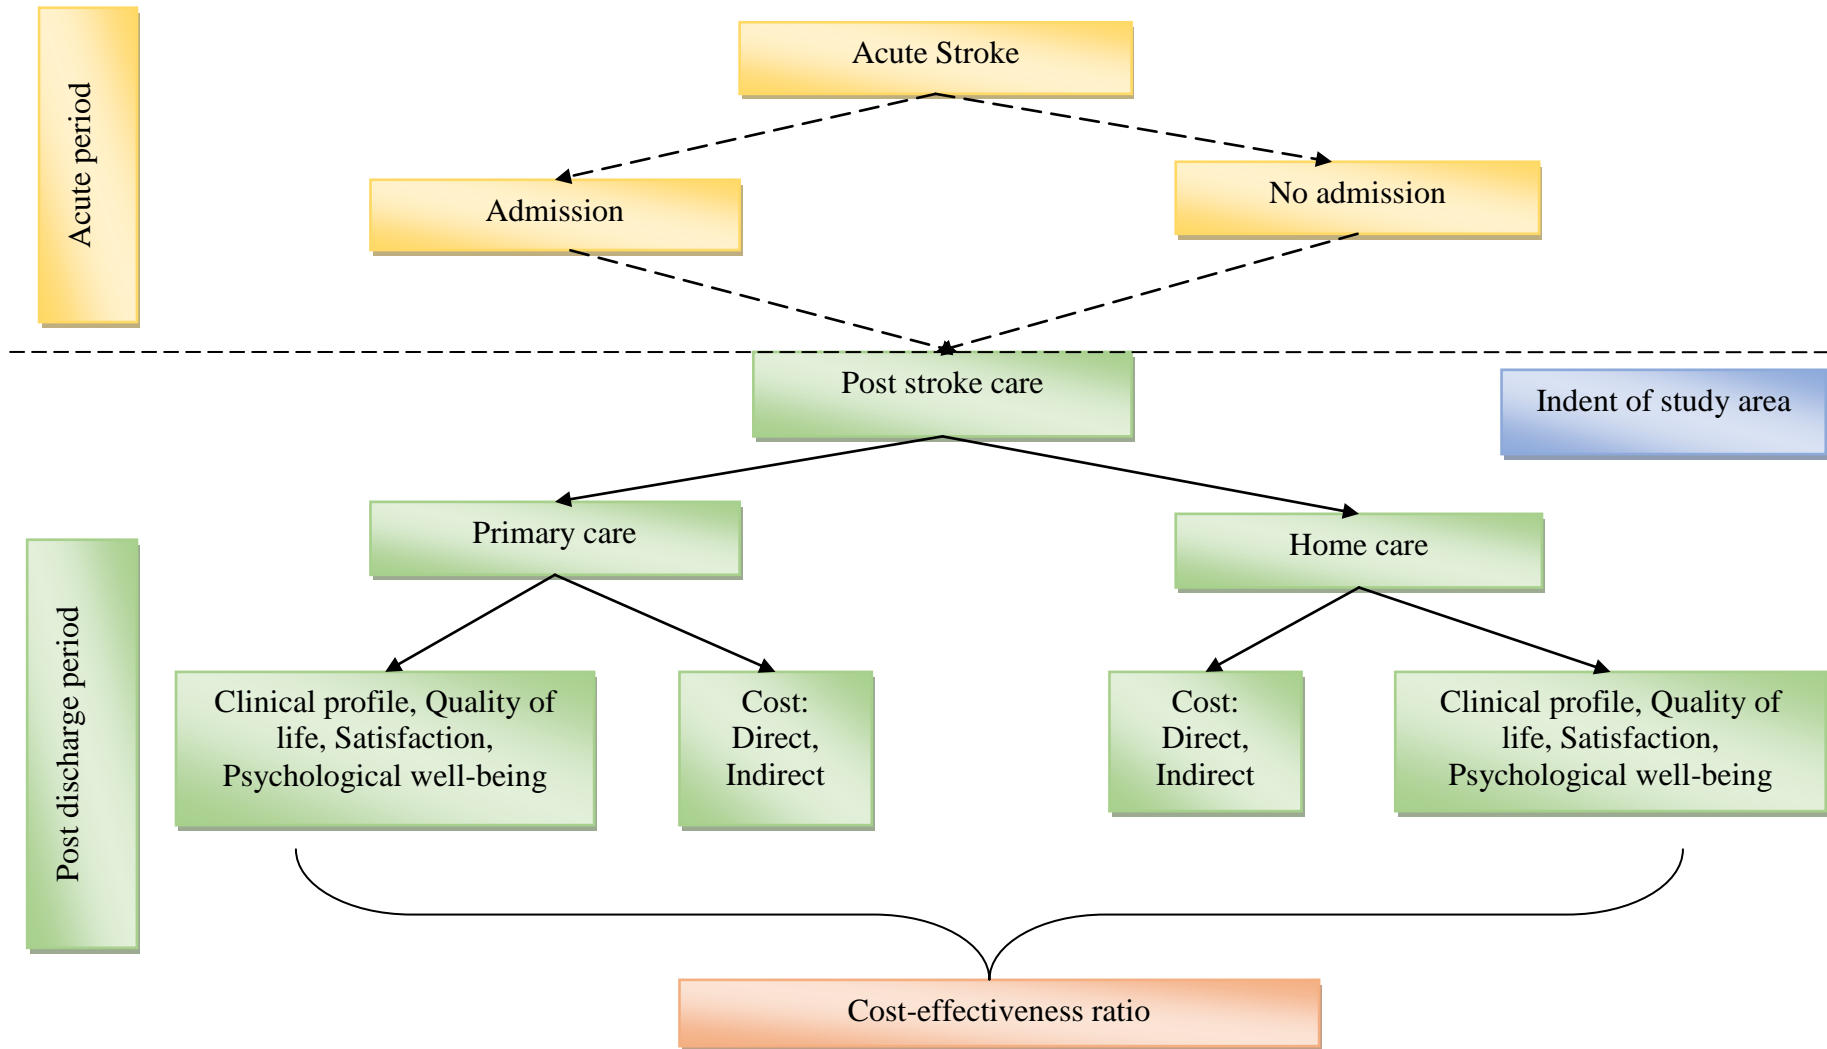 Acute period
Acute Stroke
Admission
No admission
Post stroke care
Indent of study area
Post discharge period
Primary care
Home care
Clinical profile, Quality of
life, Satisfaction,
Psychological well-being
Cost:
Direct,
Indirect
Cost:
Direct,
Indirect
Clinical profile, Quality of
life, Satisfaction,
Psychological well-being
Cost-effectiveness ratio